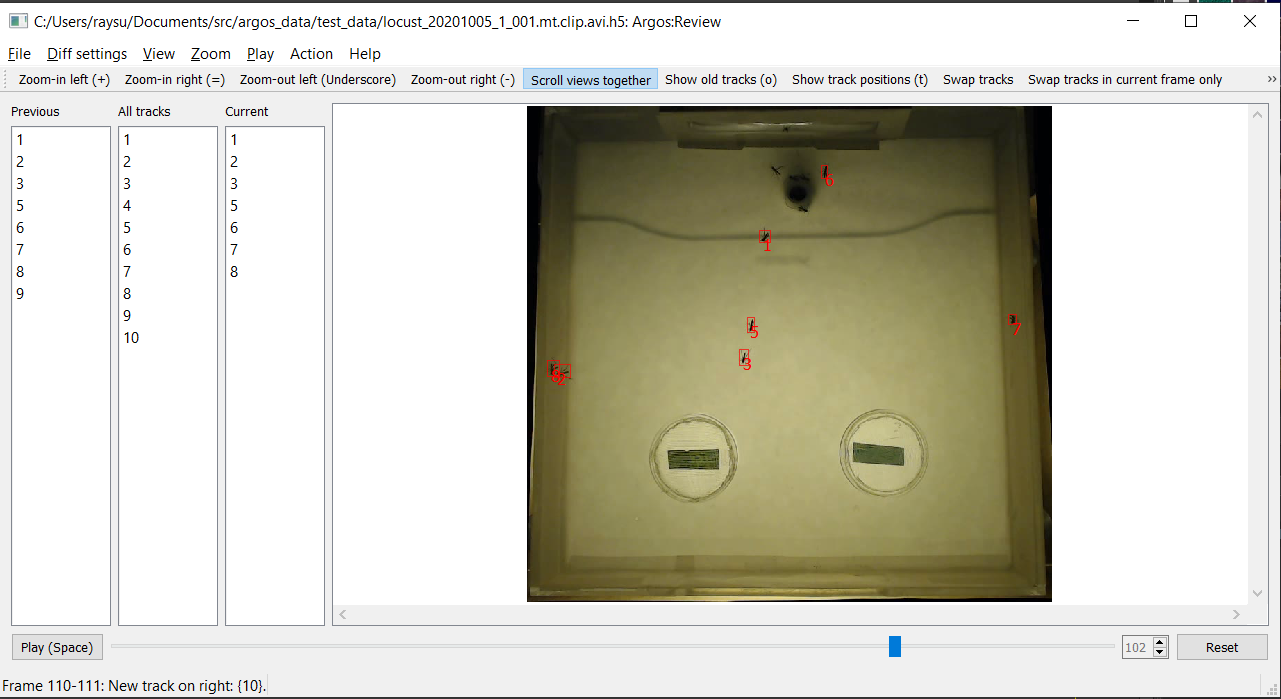 C:/Users/raysu/Documents/src/argos_data/test_data/locust_20201005_1_001.mt.clip.avi.h5: Argos:Review
File Diff settings View Zoom Play Action Help
Zoom-in left (+) Zoom-in right (=) Zoom-out left (Underscore) Zoom-out right (-) Scroll views together Show old tracks (o) Show track positions (t) Swap tracks Swap tracks in current frame only »
Previous All tracks Current
1 1 1
2 2 2
3 3 3
5 4 5
6 5 6
7 6 7
8 7 8
9 8
9
10
6
1
5
7
3
2
Play (Space) 102 Reset
Frame 110-111: New track on right: {10}.